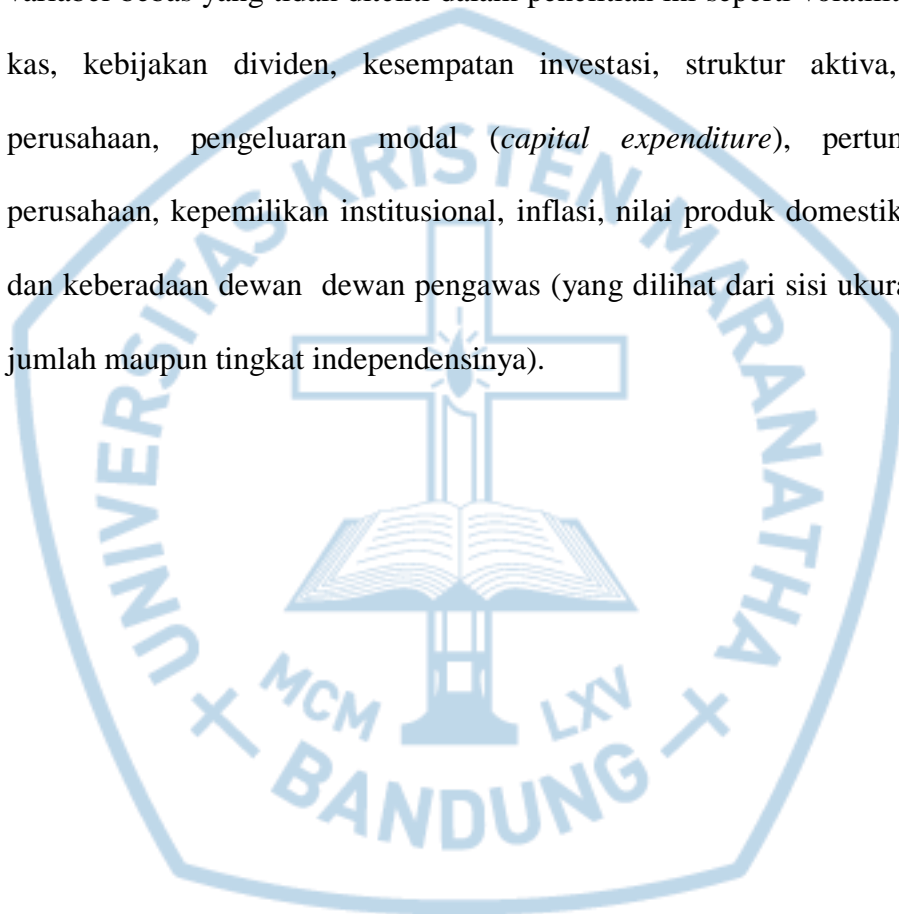 kas, kebijakan dividen, kesempatan investasi, struktur aktiva,
perusahaan, pengeluaran modal (capital expenditure),
perusahaan, kepemilikan institusional, inflasi, nilai produk domestik
dan keberadaan dewan dewan pengawas (yang dilihat dari sisi
jumlah maupun tingkat independensinya).
UNIVERSITAS KRISTEN MARANATHA
MCM LXV
BANDUNG